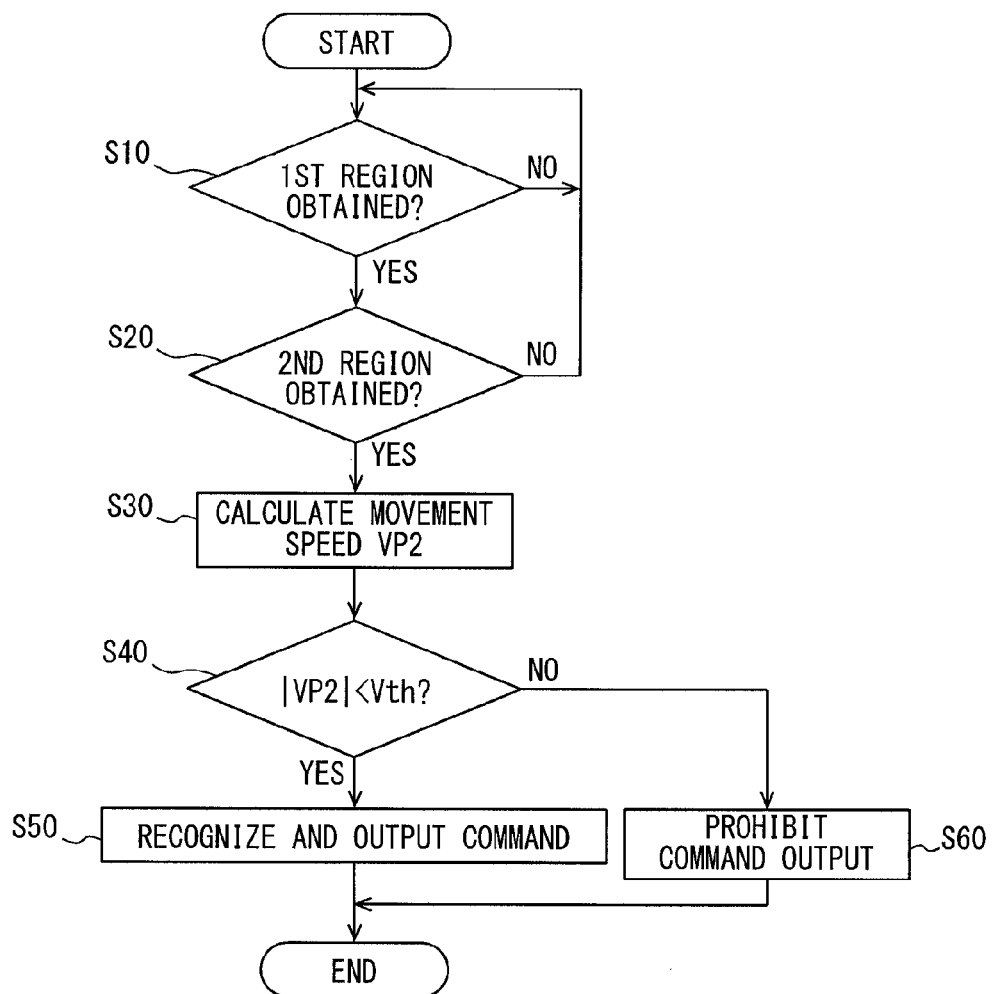 START
S10
1ST REGION
OBTAINED?
NO
YES
S20
2ND REGION
OBTAINED?
NO
YES
S30
CALCULATE MOVEMENT
SPEED VP2
S40
|VP2|<Vth?
NO
YES
S50
RECOGNIZE AND OUTPUT COMMAND
PROHIBIT
COMMAND OUTPUT
S60
END